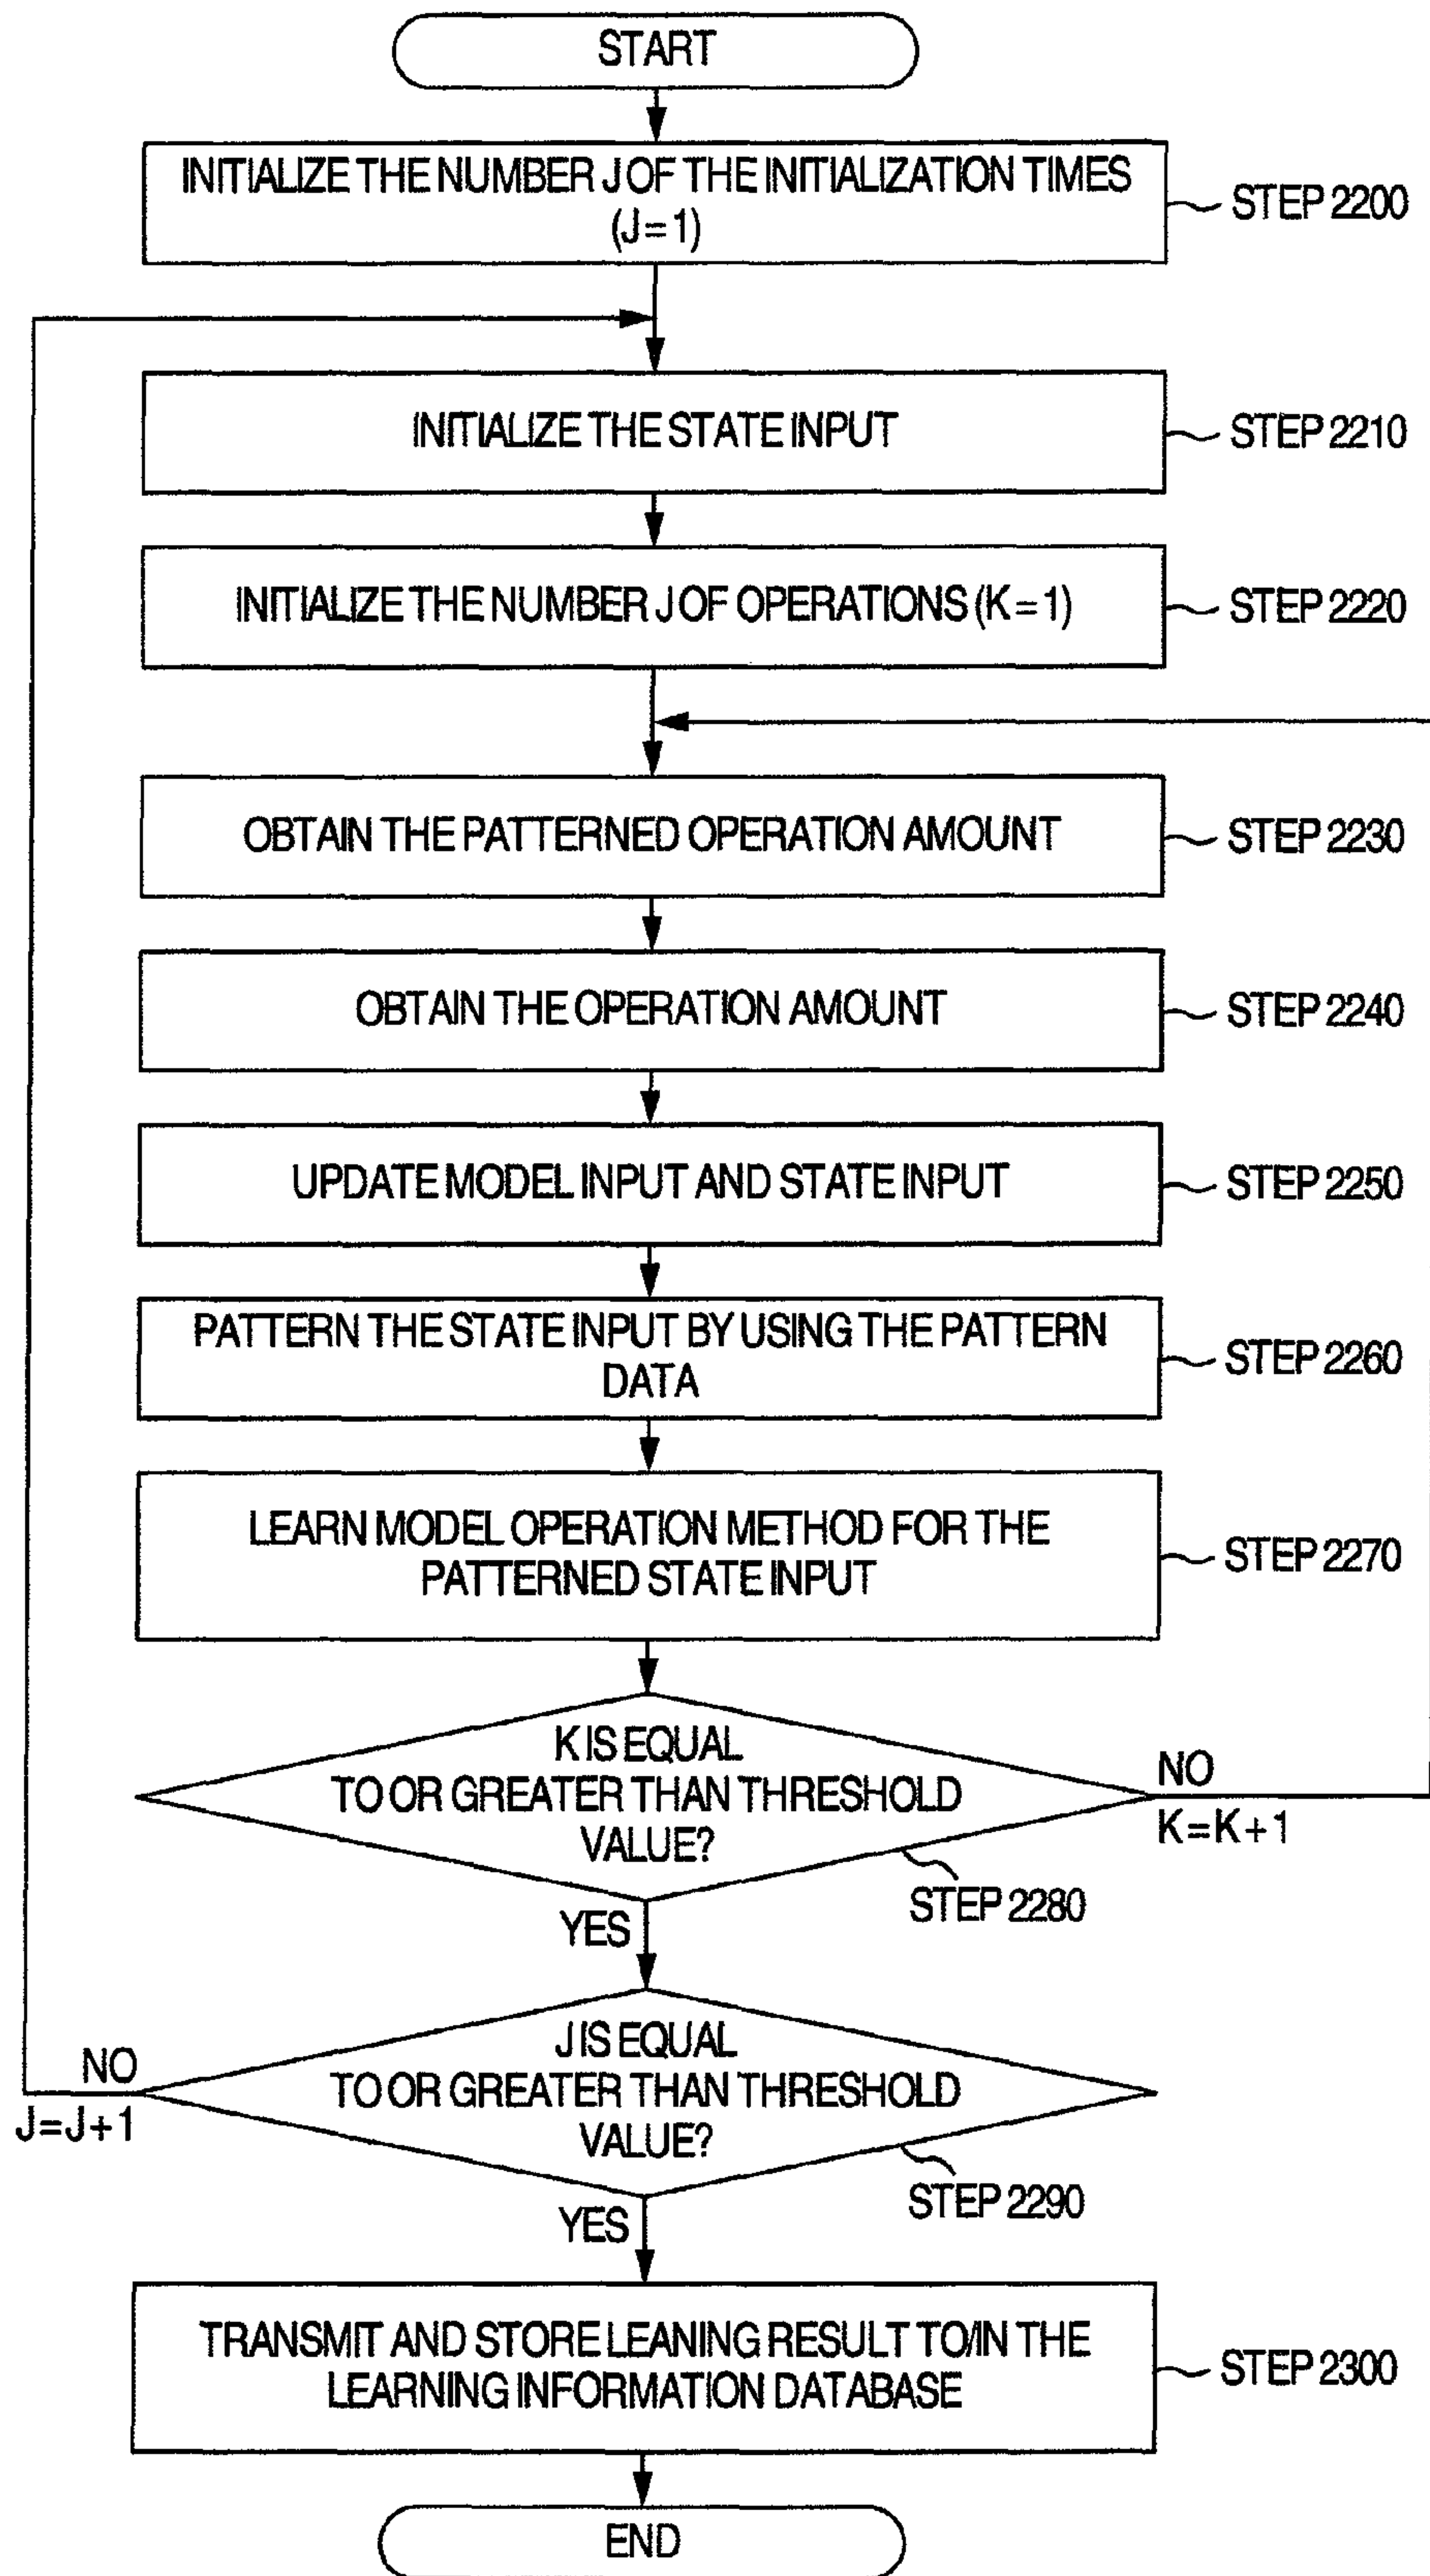 START
INITIALIZE THE NUMBER J OF THE INITIALIZATION TIMES
(J=1)
STEP 2200
INITIALIZE THE STATE INPUT
STEP 2210
INITIALIZE THE NUMBER J OF OPERATIONS (K=1)
STEP 2220
OBTAIN THE PATTERNED OPERATION AMOUNT
STEP 2230
OBTAIN THE OPERATION AMOUNT
STEP 2240
UPDATE MODEL INPUT AND STATE INPUT
STEP 2250
PATTERN THE STATE INPUT BY USING THE PATTERN
DATA
STEP 2260
LEARN MODEL OPERATION METHOD FOR THE
PATTERNED STATE INPUT
STEP 2270
K IS EQUAL
TO OR GREATER THAN THRESHOLD
VALUE?
NO
K=K+1
STEP 2280
YES
J IS EQUAL
TO OR GREATER THAN THRESHOLD
VALUE?
NO
J=J+1
STEP 2290
YES
TRANSMIT AND STORE LEANING RESULT TO/IN THE
LEARNING INFORMATION DATABASE
STEP 2300
END